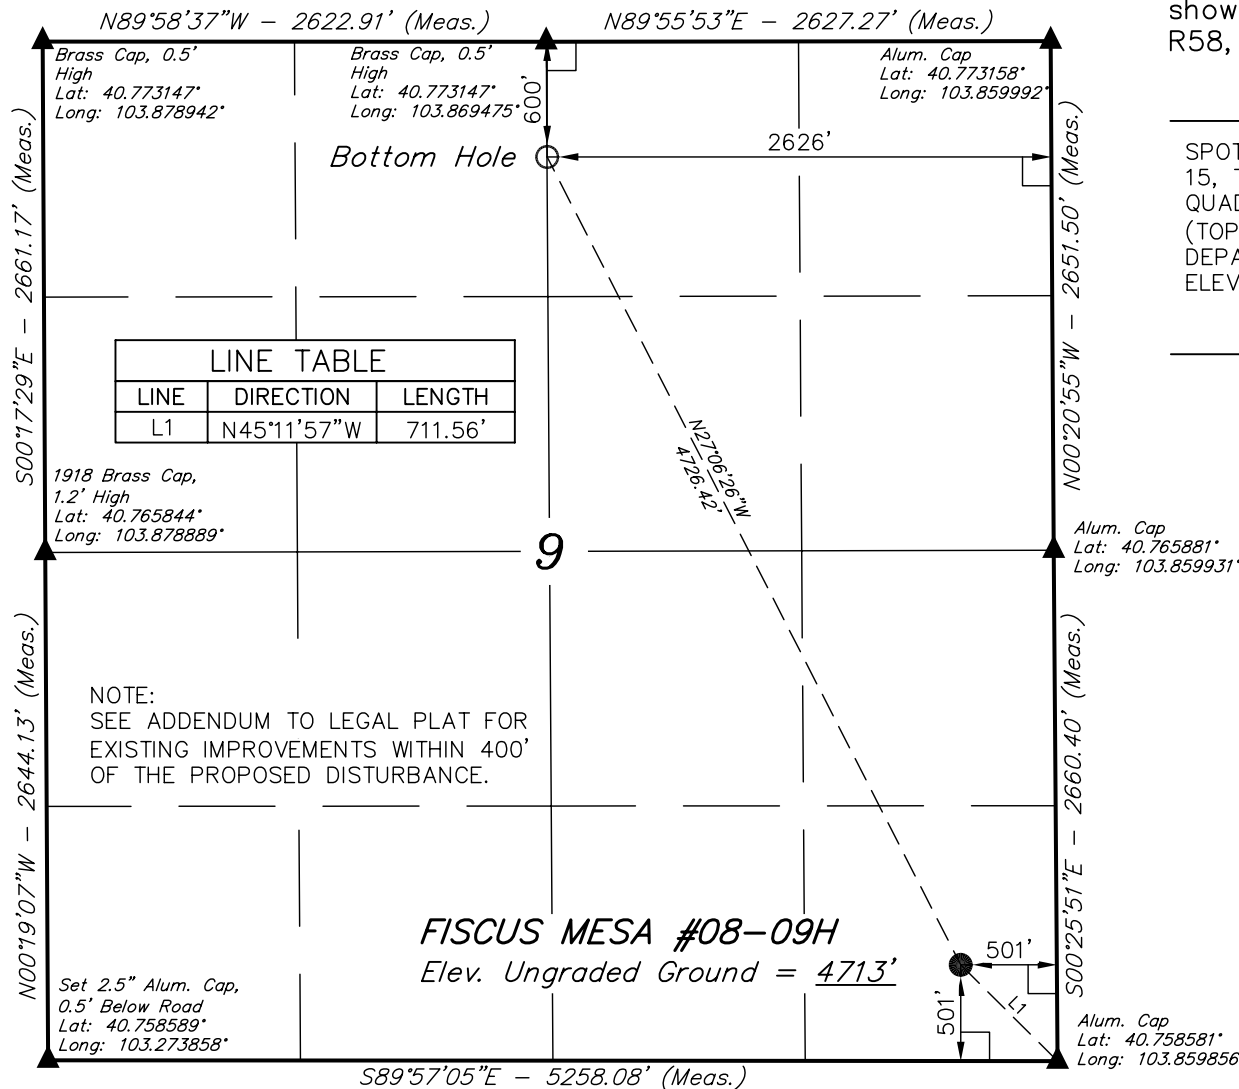 N89°58'37"W - 2622.91' (Meas.)
N89°55'53"E - 2627.27' (Meas.)
show
R58,
Brass Cap, 0.5'
High
Lat: 40.773147°
Long: 103.878942°
Brass Cap, 0.5'
High
Lat: 40.773147°
Long: 103.869475°
Alum. Cap
Lat: 40.773158°
Long: 103.859992°
600'
Bottom Hole
2626'
SPOT
15, T
QUAD
(TOP
DEPA
ELEV
S00°17'29"E - 2661.17' (Meas.)
N00°20'55"W - 2651.50' (Meas.)
LINE TABLE
LINE DIRECTION LENGTH
L1 N45°11'57"W 711.56'
N27°06'26"W
4726.42'
1918 Brass Cap,
1.2' High
Lat: 40.765844°
Long: 103.878889°
9
Alum. Cap
Lat: 40.765881°
Long: 103.859931°
NOTE:
SEE ADDENDUM TO LEGAL PLAT FOR
EXISTING IMPROVEMENTS WITHIN 400'
OF THE PROPOSED DISTURBANCE.
N00°19'07"W - 2644.13' (Meas.)
S00°25'51"E - 2660.40' (Meas.)
FISCUS MESA #08-09H
Elev. Ungraded Ground = 4713'
501'
501'
L1
Set 2.5" Alum. Cap,
0.5' Below Road
Lat: 40.758589°
Long: 103.273858°
Alum. Cap
Lat: 40.758581°
Long: 103.859856
S89°57'05"E - 5258.08' (Meas.)